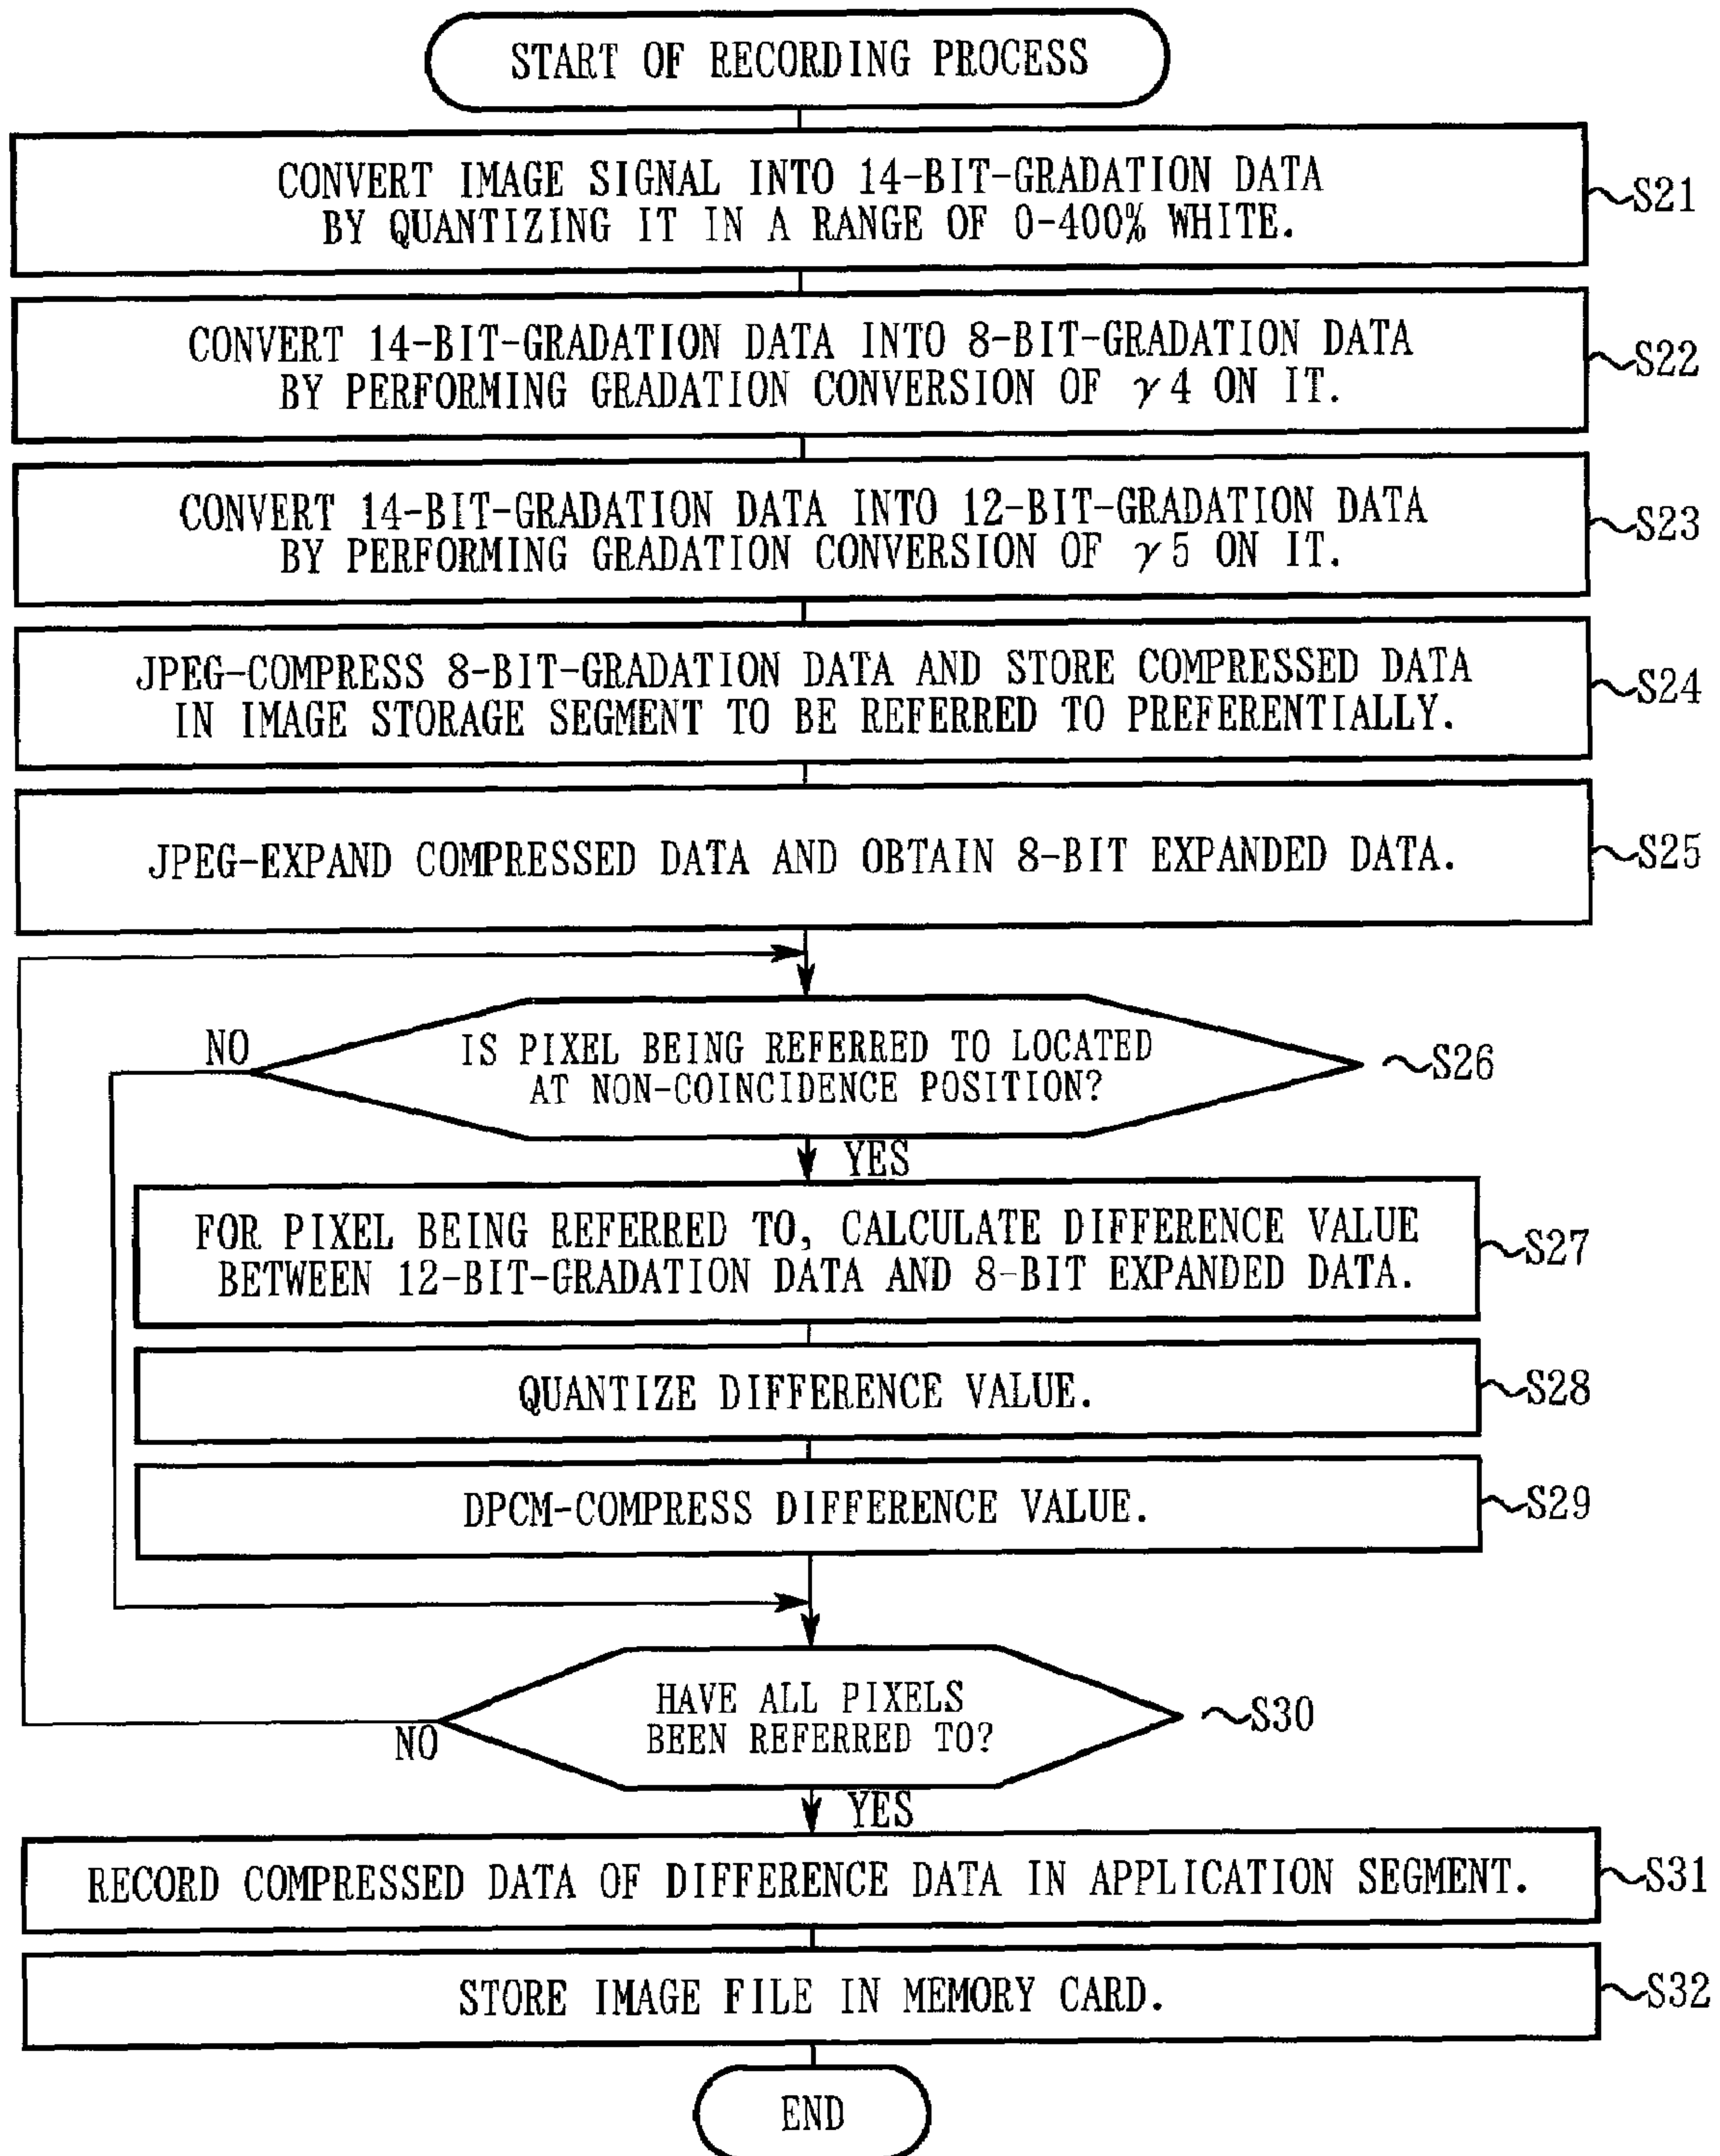 START OF RECORDING PROCESS
CONVERT IMAGE SIGNAL INTO 14-BIT-GRADATION DATA
BY QUANTIZING IT IN A RANGE OF 0-400% WHITE.
S21
CONVERT 14-BIT-GRADATION DATA INTO 8-BIT-GRADATION DATA
BY PERFORMING GRADATION CONVERSION OF γ4 ON IT.
S22
CONVERT 14-BIT-GRADATION DATA INTO 12-BIT-GRADATION DATA
BY PERFORMING GRADATION CONVERSION OF γ5 ON IT.
S23
JPEG-COMPRESS 8-BIT-GRADATION DATA AND STORE COMPRESSED DATA
IN IMAGE STORAGE SEGMENT TO BE REFERRED TO PREFERENTIALLY.
S24
JPEG-EXPAND COMPRESSED DATA AND OBTAIN 8-BIT EXPANDED DATA.
S25
NO
IS PIXEL BEING REFERRED TO LOCATED
AT NON-COINCIDENCE POSITION?
S26
YES
FOR PIXEL BEING REFERRED TO, CALCULATE DIFFERENCE VALUE
BETWEEN 12-BIT-GRADATION DATA AND 8-BIT EXPANDED DATA.
S27
QUANTIZE DIFFERENCE VALUE.
S28
DPCM-COMPRESS DIFFERENCE VALUE.
S29
HAVE ALL PIXELS
BEEN REFERRED TO?
S30
NO
YES
RECORD COMPRESSED DATA OF DIFFERENCE DATA IN APPLICATION SEGMENT.
S31
STORE IMAGE FILE IN MEMORY CARD.
S32
END